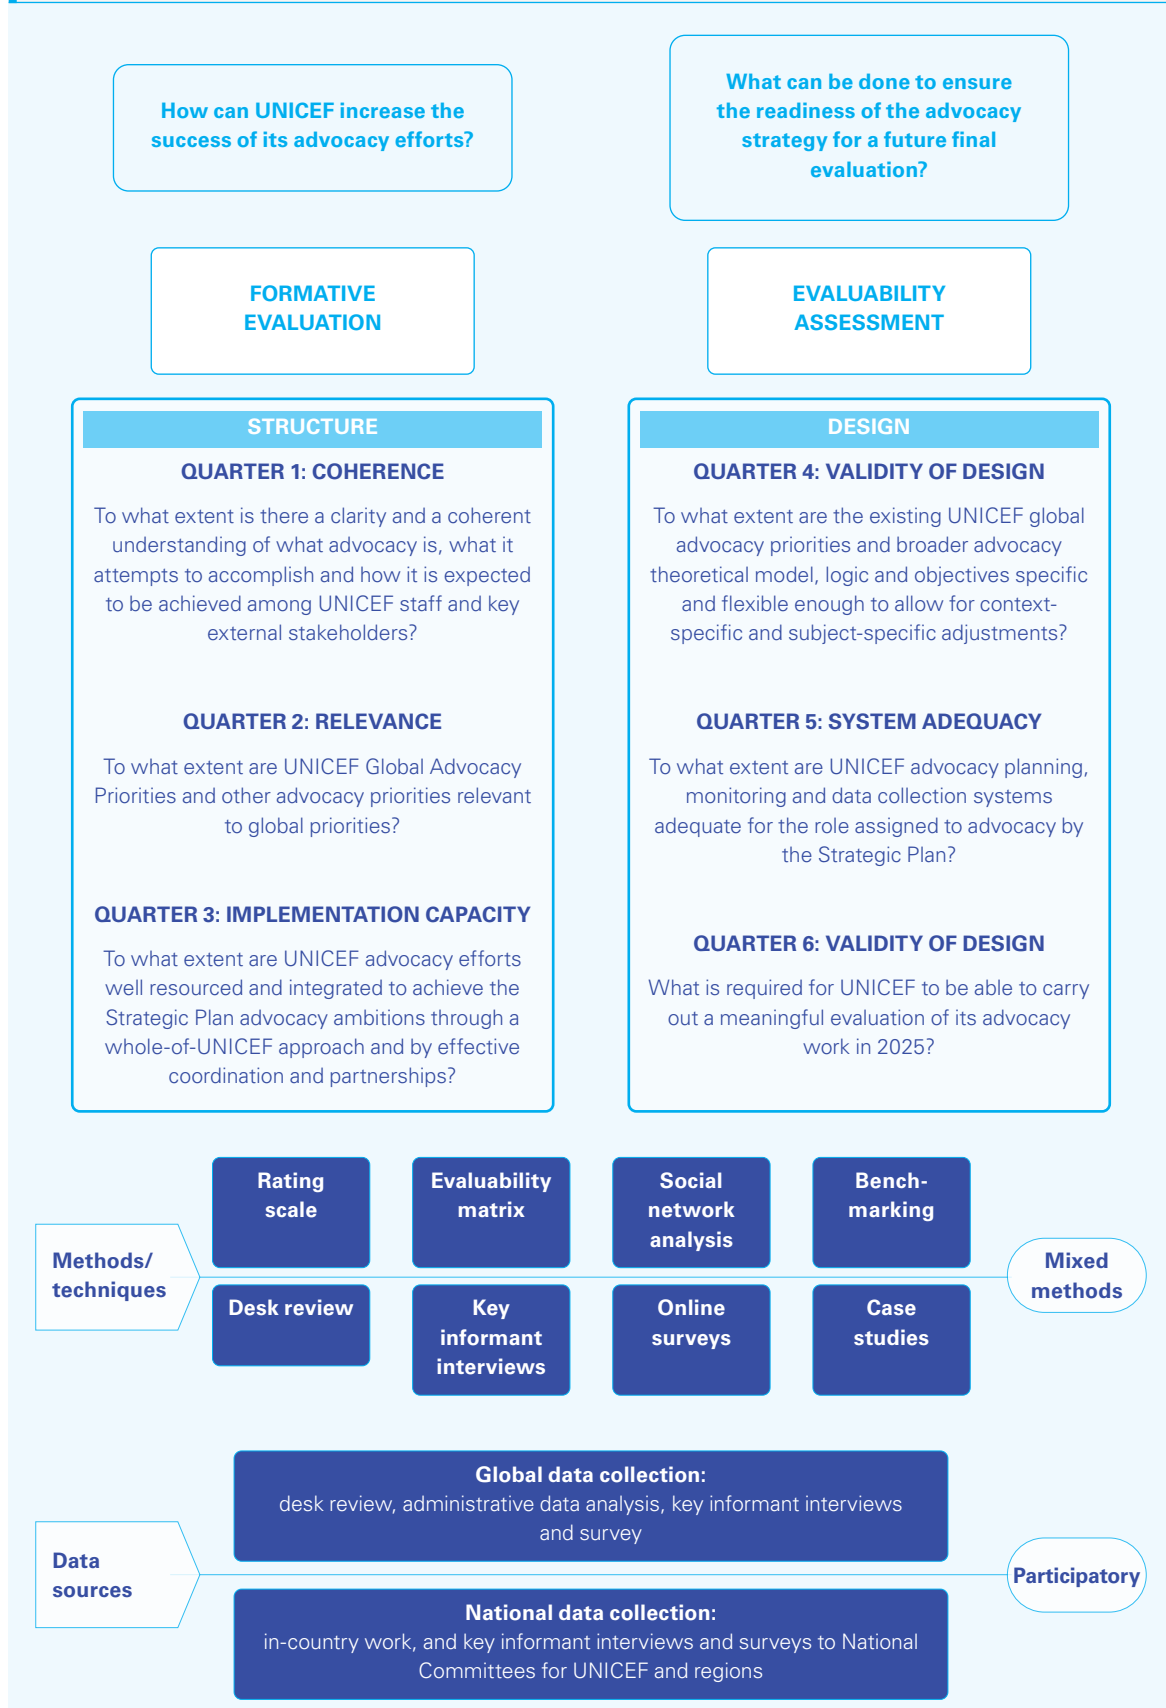 How can UNICEF increase the
success of its advocacy efforts?
What can be done to ensure
the readiness of the advocacy
strategy for a future final
evaluation?
FORMATIVE
EVALUATION
EVALUABILITY
ASSESSMENT
STRUCTURE
QUARTER 1: COHERENCE
To what extent is there a clarity and a coherent
understanding of what advocacy is, what it
attempts to accomplish and how it is expected
to be achieved among UNICEF staff and key
external stakeholders?
QUARTER 2: RELEVANCE
To what extent are UNICEF Global Advocacy
Priorities and other advocacy priorities relevant
to global priorities?
QUARTER 3: IMPLEMENTATION CAPACITY
To what extent are UNICEF advocacy efforts
well resourced and integrated to achieve the
Strategic Plan advocacy ambitions through a
whole-of-UNICEF approach and by effective
coordination and partnerships?
DESIGN
QUARTER 4: VALIDITY OF DESIGN
To what extent are the existing UNICEF global
advocacy priorities and broader advocacy
theoretical model, logic and objectives specific
and flexible enough to allow for context-
specific and subject-specific adjustments?
QUARTER 5: SYSTEM ADEQUACY
To what extent are UNICEF advocacy planning,
monitoring and data collection systems
adequate for the role assigned to advocacy by
the Strategic Plan?
QUARTER 6: VALIDITY OF DESIGN
What is required for UNICEF to be able to carry
out a meaningful evaluation of its advocacy
work in 2025?
Methods/
techniques
Rating
scale
Evaluability
matrix
Social
network
analysis
Bench-
marking
Desk review
Key
informant
interviews
Online
surveys
Case
studies
Mixed
methods
Data
sources
Global data collection:
desk review, administrative data analysis, key informant interviews
and survey
National data collection:
in-country work, and key informant interviews and surveys to National
Committees for UNICEF and regions
Participatory